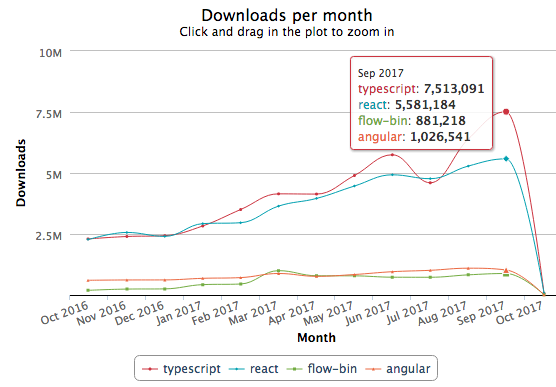 Downloads per month
Click and drag in the plot to zoom in
10M
7.5M
5M
2.5M
Downloads
Sep 2017
typescript: 7,513,091
react: 5,581,184
flow-bin: 881,218
angular: 1,026,541
Oct 2016
Nov 2016
Dec 2016
Jan 2017
Feb 2017
Mar 2017
Apr 2017
May 2017
Jun 2017
Jul 2017
Aug 2017
Sep 2017
Oct 2017
Month
typescript react flow-bin angular